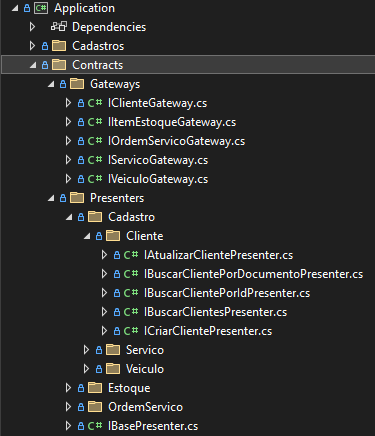 C# Application
Dependencies
Cadastros
Contracts
Gateways
C# IClienteGateway.cs
C# IItemEstoqueGateway.cs
C# IOrdemServicoGateway.cs
C# IServicoGateway.cs
C# IVeiculoGateway.cs
Presenters
Cadastro
Cliente
C# IAtualizarClientePresenter.cs
C# IBuscarClientePorDocumentoPresenter.cs
C# IBuscarClientePorIdPresenter.cs
C# IBuscarClientesPresenter.cs
C# ICriarClientePresenter.cs
Servico
Veiculo
Estoque
OrdemServico
C# IBasePresenter.cs